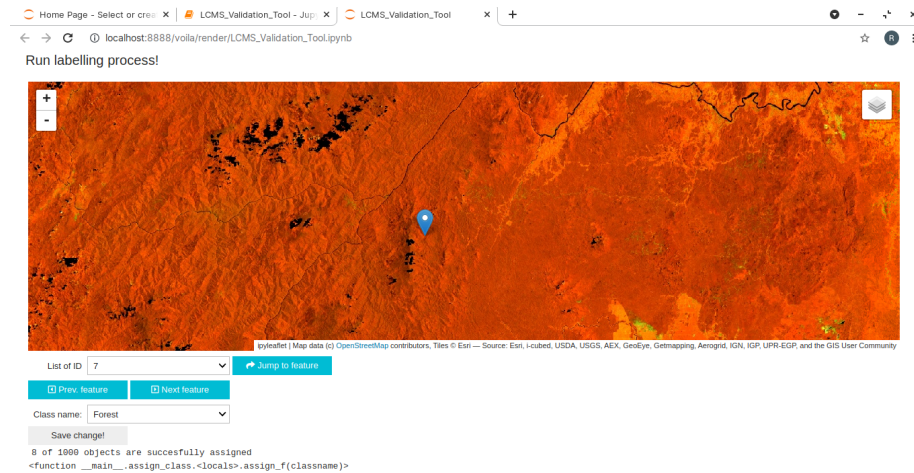 Home Page - Select or crea
LCMS_Validation_Tool - Jup
LCMS_Validation_Tool
localhost:8888/voila/render/LCMS_Validation_Tool.ipynb
R
Run labelling process!
+
-
ipyleaflet | Map data (c) OpenStreetMap contributors, Tiles © Esri — Source: Esri, i-cubed, USDA, USGS, AEX, GeoEye, Getmapping, Aerogrid, IGN, IGP, UPR-EGP, and the GIS User Community
List of ID 7 Jump to feature
Prev. feature Next feature
Class name: Forest
Save change!
8 of 1000 objects are succesfully assigned
<function __main__.assign_class.<locals>.assign_f(classname)>